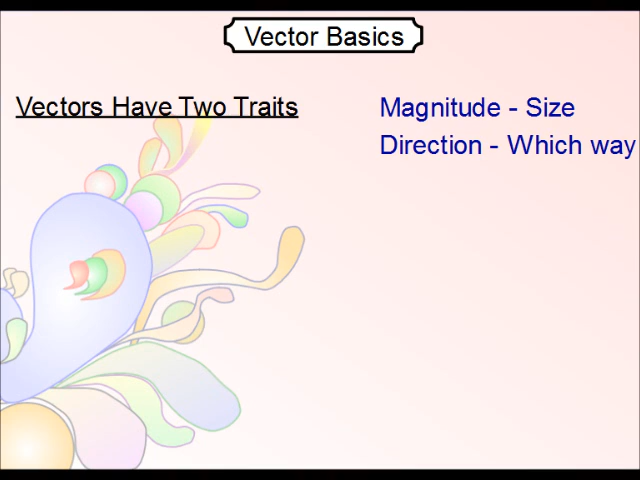 Vector Basics
Vectors Have Two Traits
Magnitude - Size
Direction - Which way